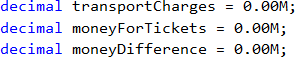 decimal transportCharges = 0.00M;
decimal moneyForTickets = 0.00M;
decimal moneyDifference = 0.00M;